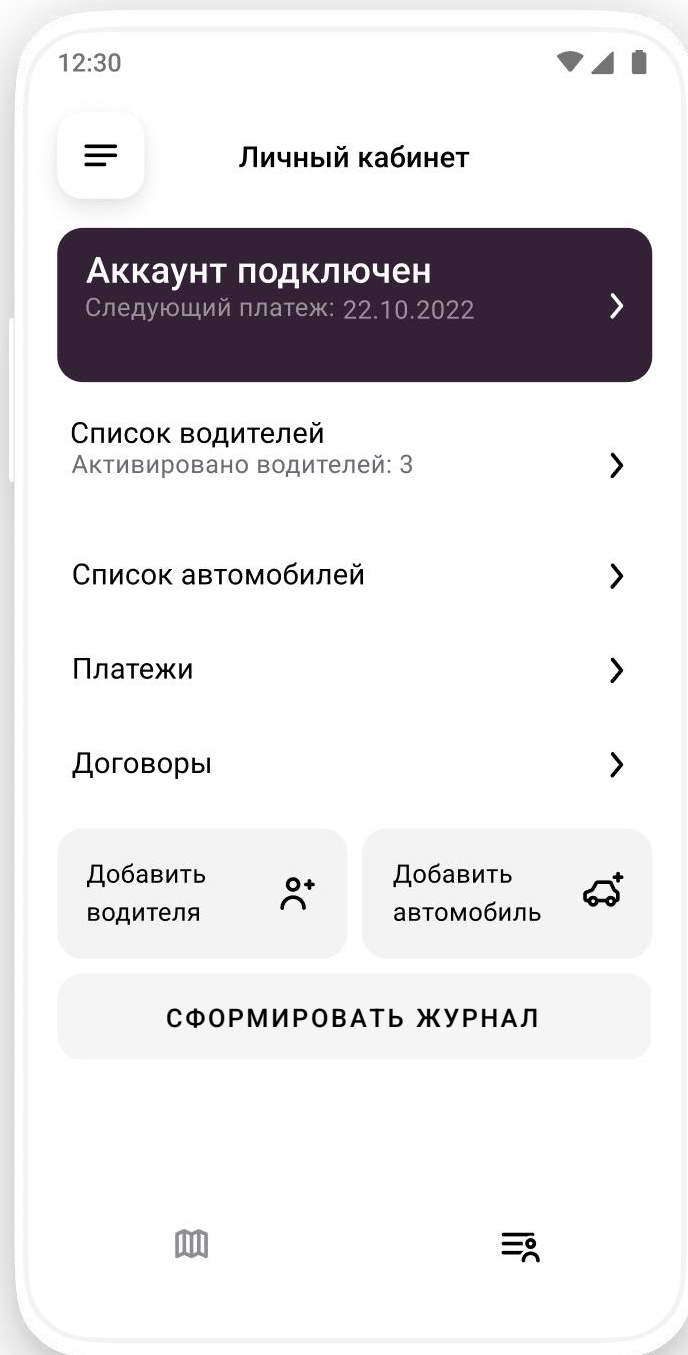 12:30
Личный кабинет
Аккаунт подключен
Следующий платеж: 22.10.2022
Список водителей
Активировано водителей: 3
Список автомобилей
Платежи
Договоры
Добавить
водителя
Добавить
автомобиль
СФОРМИРОВАТЬ ЖУРНАЛ